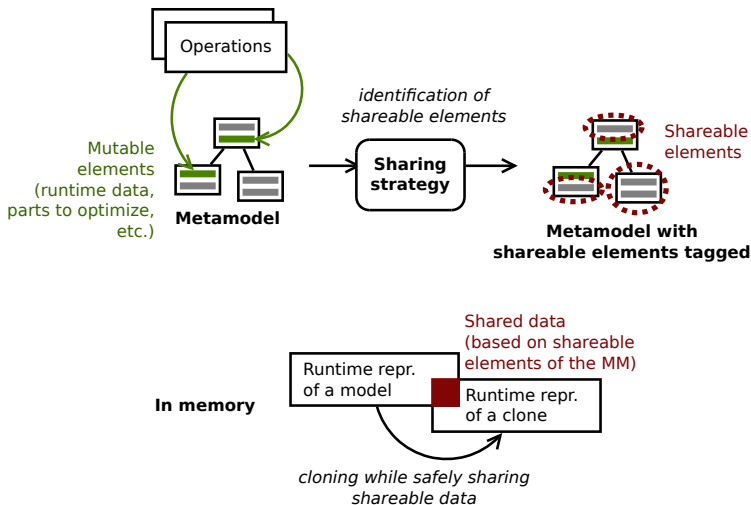 Operations
identification of
shareable elements
Mutable
elements
(runtime data,
parts to optimize,
etc.)
Metamodel
Sharing
strategy
Shareable
elements
Metamodel with
shareable elements tagged
Shared data
(based on shareable
elements of the MM)
Runtime repr.
of a model
In memory
Runtime repr.
of a clone
cloning while safely sharing
shareable data